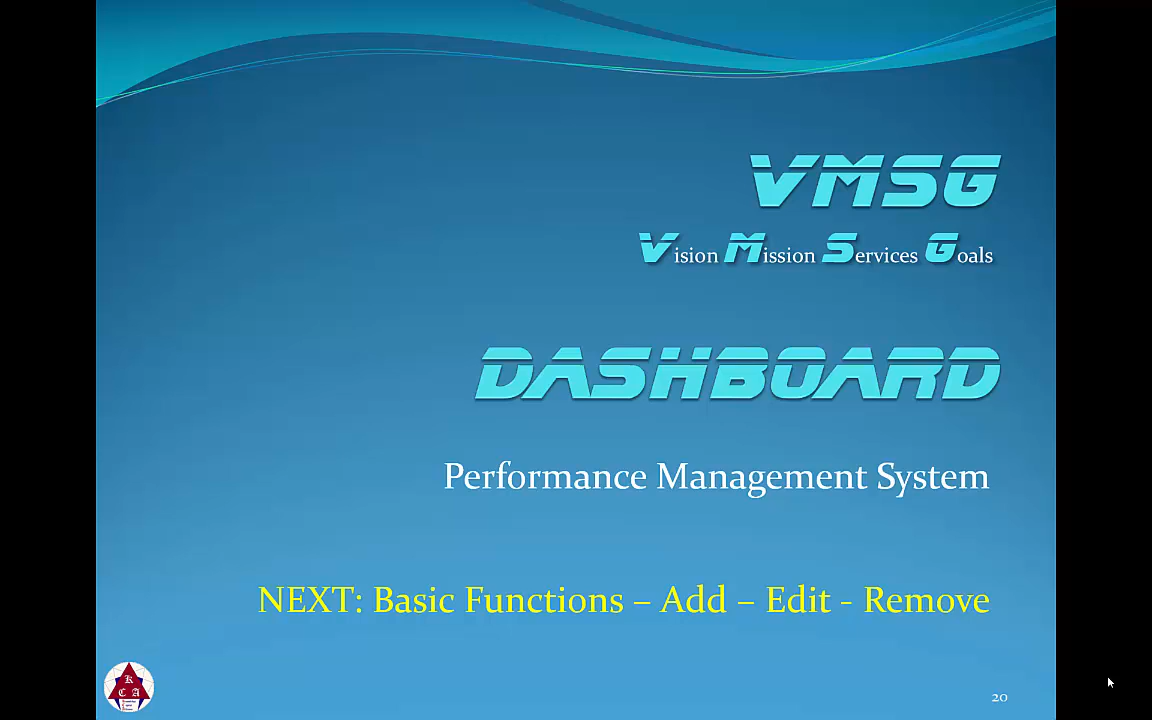 VMSG
Vision Mission Services Goals
DASHBOARD
Performance Management System
NEXT: Basic Functions – Add – Edit - Remove
K
C A
20